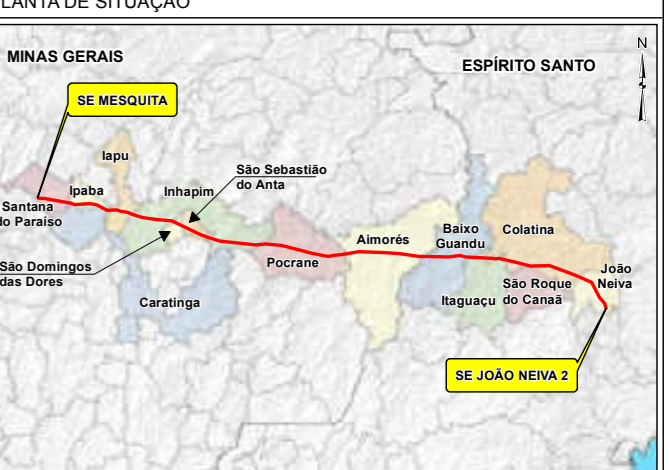 PLANTA DE SITUAÇÃO
MINAS GERAIS
ESPÍRITO SANTO
N
SE MESQUITA
Iapu
São Sebastião
do Anta
Ipaba
Inhapim
Santana
do Paraíso
Aimorés
Baixo
Guandu
Colatina
São Domingos
das Dores
Pocrane
João
Neiva
Caratinga
Itaguaçu
São Roque
do Canaã
SE JOÃO NEIVA 2